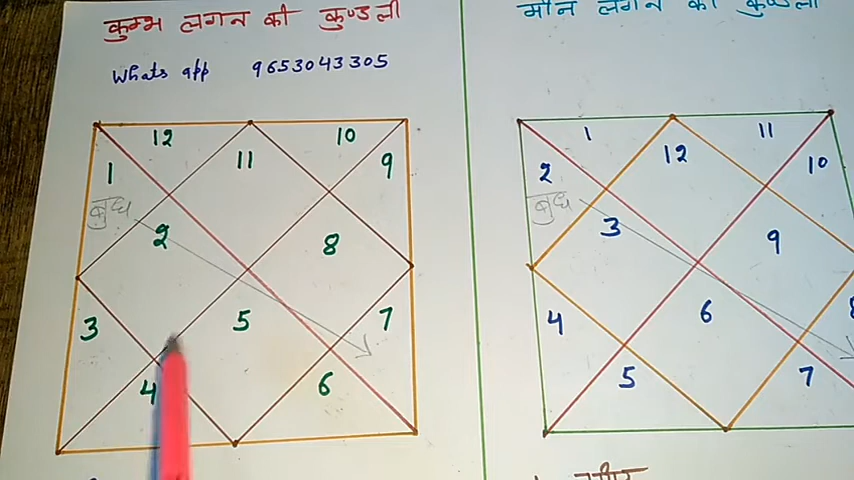 कुम्भ लगन की कुण्डली
Whats app 9653043305
12 10
1 11 9
बुध
2 8
3 5 7
4 6
मीन लगन की कुण्डली
1 11
2 12 10
बुध
3 9
4 6 8
5 7